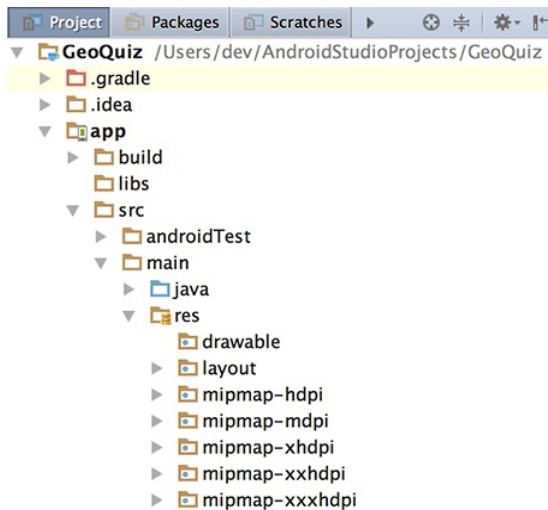 Project Packages Scratches
GeoQuiz /Users/dev/AndroidStudioProjects/GeoQuiz
.gradle
.idea
app
build
libs
src
androidTest
main
java
res
drawable
layout
mipmap-hdpi
mipmap-mdpi
mipmap-xhdpi
mipmap-xxhdpi
mipmap-xxxhdpi